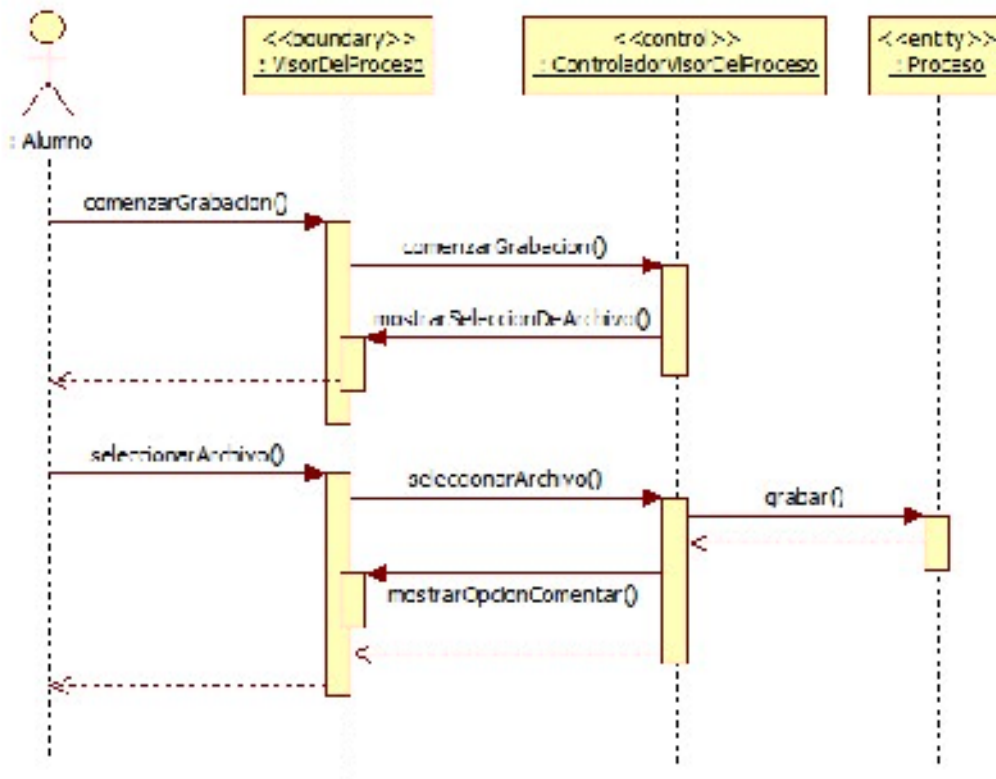 <<boundary>>
: VisorDelProceso
<<control>>
: ControladorVisorDelProceso
<<entity>>
: Proceso
: Alumno
comenzarGrabacion()
comenzarGrabacion()
mostrarSeleccionDeArchivo()
seleccionarArchivo()
seleccionarArchivo()
grabar()
mostrarOpcionComentar()